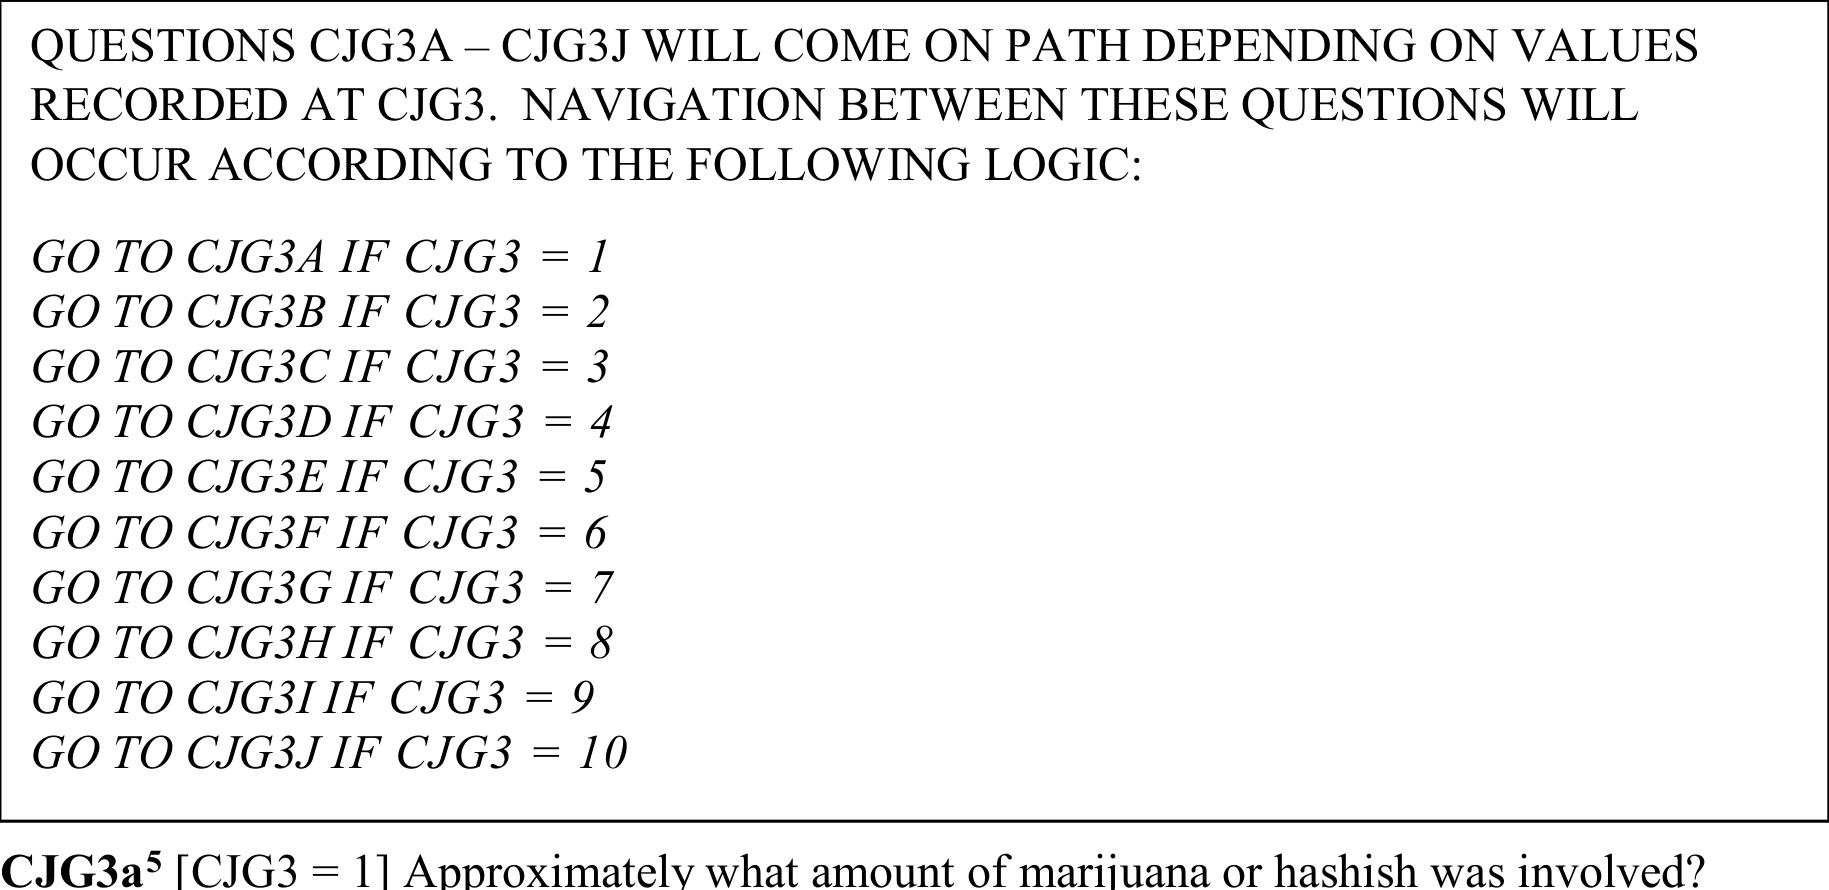 QUESTIONS CJG3A – CJG3J WILL COME ON PATH DEPENDING ON VALUES
RECORDED AT CJG3.  NAVIGATION BETWEEN THESE QUESTIONS WILL
OCCUR ACCORDING TO THE FOLLOWING LOGIC:
GO TO CJG3A IF CJG3 = 1
GO TO CJG3B IF CJG3 = 2
GO TO CJG3C IF CJG3 = 3
GO TO CJG3D IF CJG3 = 4
GO TO CJG3E IF CJG3 = 5
GO TO CJG3F IF CJG3 = 6
GO TO CJG3G IF CJG3 = 7
GO TO CJG3H IF CJG3 = 8
GO TO CJG3I IF CJG3 = 9
GO TO CJG3J IF CJG3 = 10
CJG3a⁵ [CJG3 = 1] Approximately what amount of marijuana or hashish was involved?